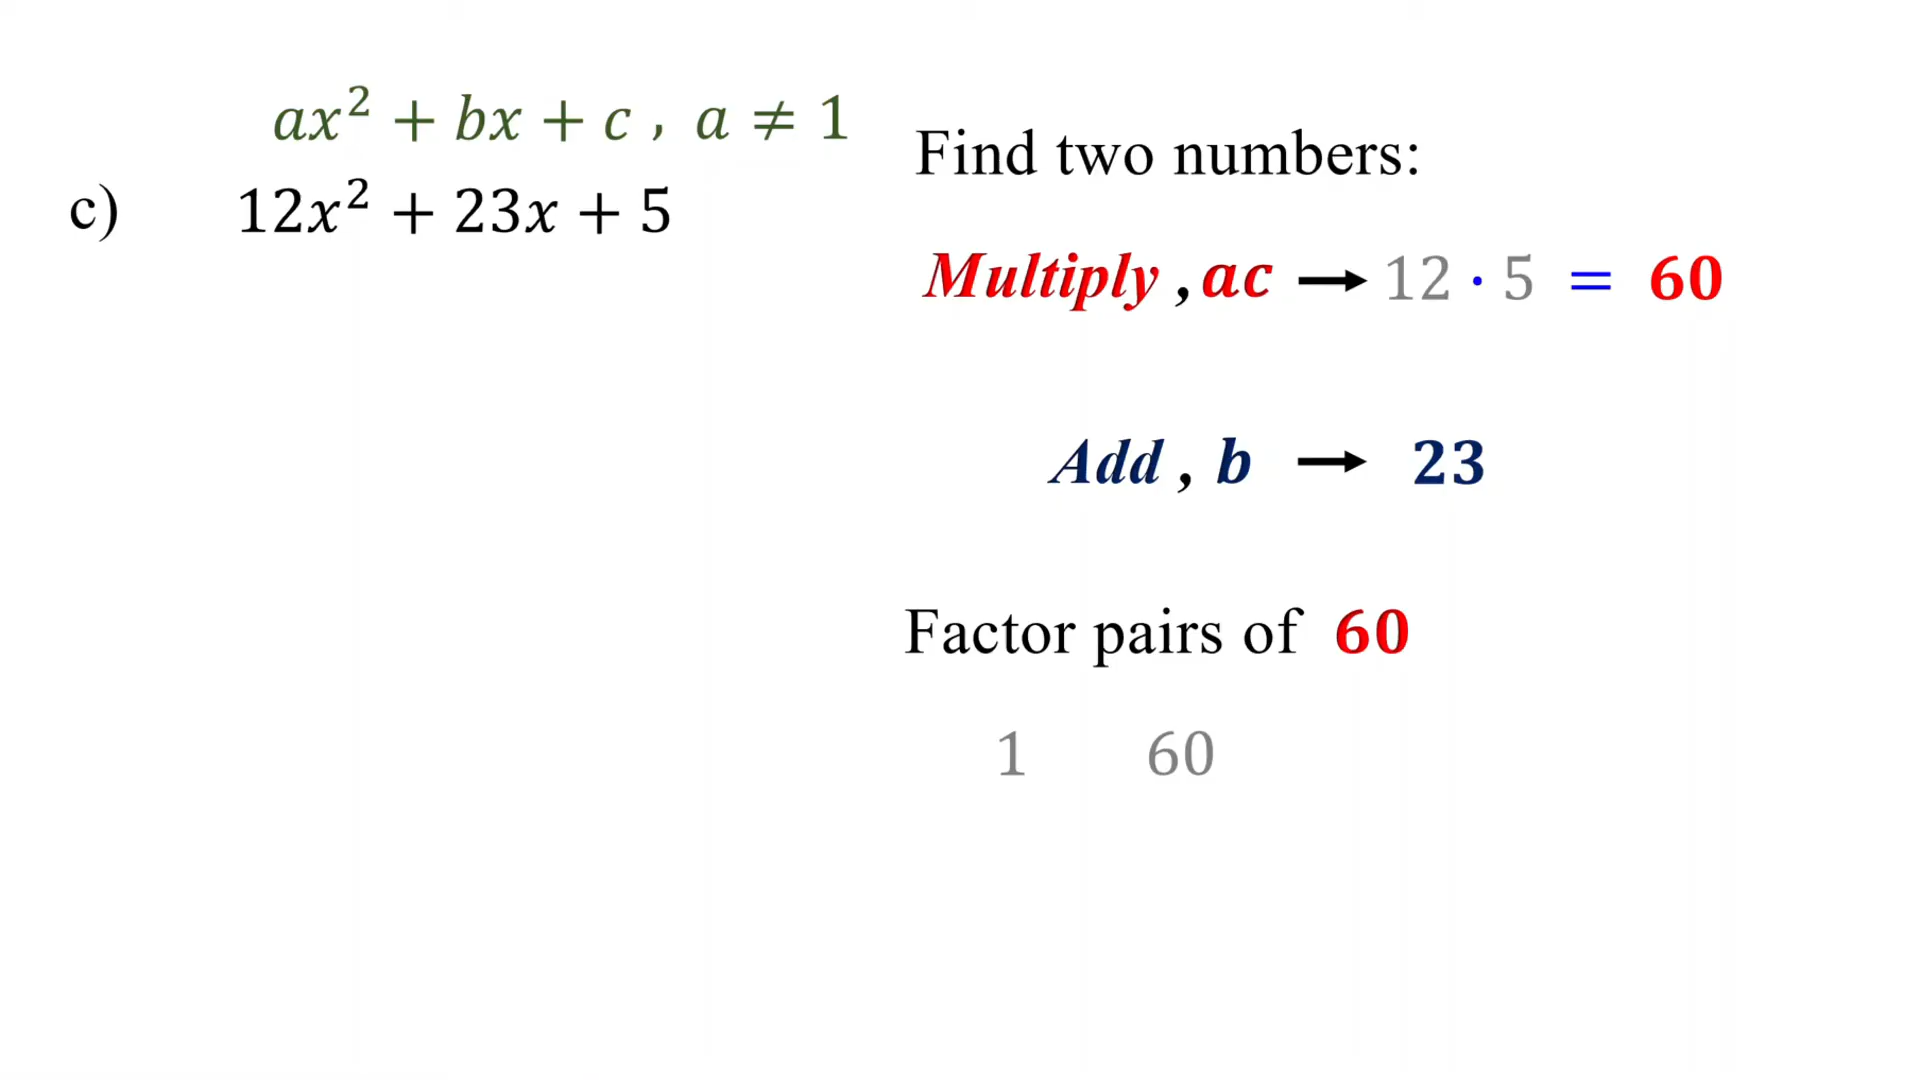 ax² + bx + c , a ≠ 1
c) 12x² + 23x + 5
Find two numbers:
Multiply , ac → 12 · 5 = 60
Add , b → 23
Factor pairs of 60
1 60